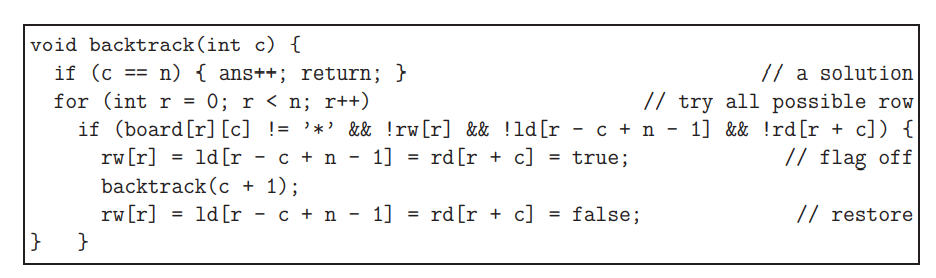 void backtrack(int c) {
  if (c == n) { ans++; return; } // a solution
  for (int r = 0; r < n; r++) // try all possible row
    if (board[r][c] != ’*’ && !rw[r] && !ld[r - c + n - 1] && !rd[r + c]) {
      rw[r] = ld[r - c + n - 1] = rd[r + c] = true; // flag off
      backtrack(c + 1);
      rw[r] = ld[r - c + n - 1] = rd[r + c] = false; // restore
} }